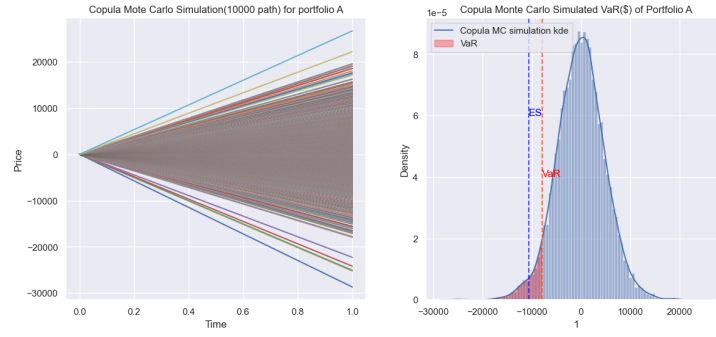 Copula Mote Carlo Simulation(10000 path) for portfolio A
20000
10000
0
−10000
−20000
−30000
Price
0.0 0.2 0.4 0.6 0.8 1.0
Time
Copula Monte Carlo Simulated VaR($) of Portfolio A
1e−5
Copula MC simulation kde
VaR
ES
VaR
8
6
4
2
0
Density
−30000 −20000 −10000 0 10000 20000
1